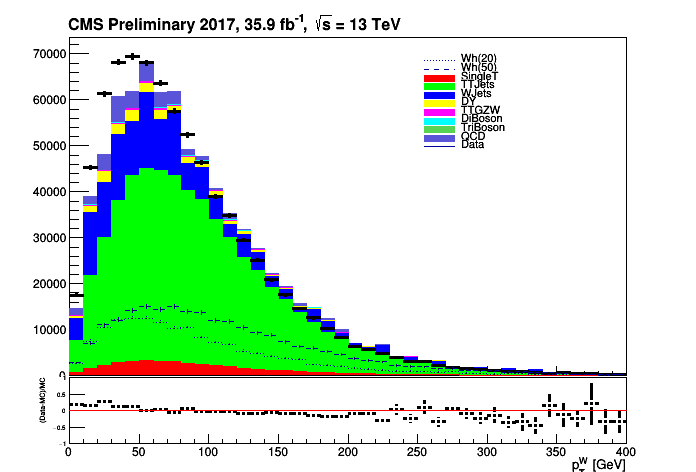 CMS Preliminary 2017, 35.9 fb⁻¹, √s = 13 TeV
70000
60000
50000
40000
30000
20000
10000
0
Wh(20)
Wh(50)
SingleT
TTJets
WJets
DY
TTGZW
DiBoson
TriBoson
QCD
Data
(Data-MC)/MC
1
0.5
0
−0.5
−1
0 50 100 150 200 250 300 350 400
p_T^W [GeV]